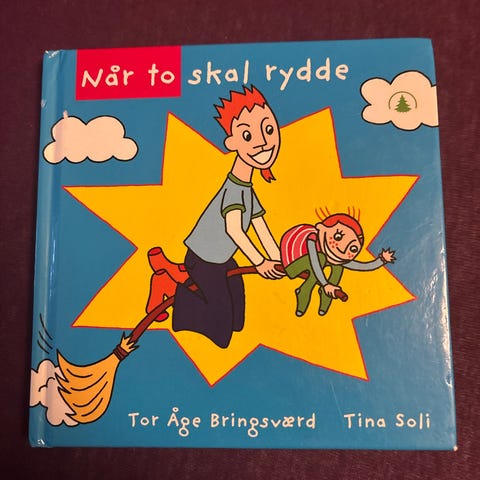 Når to skal rydde
Tor Åge Bringsværd Tina Soli